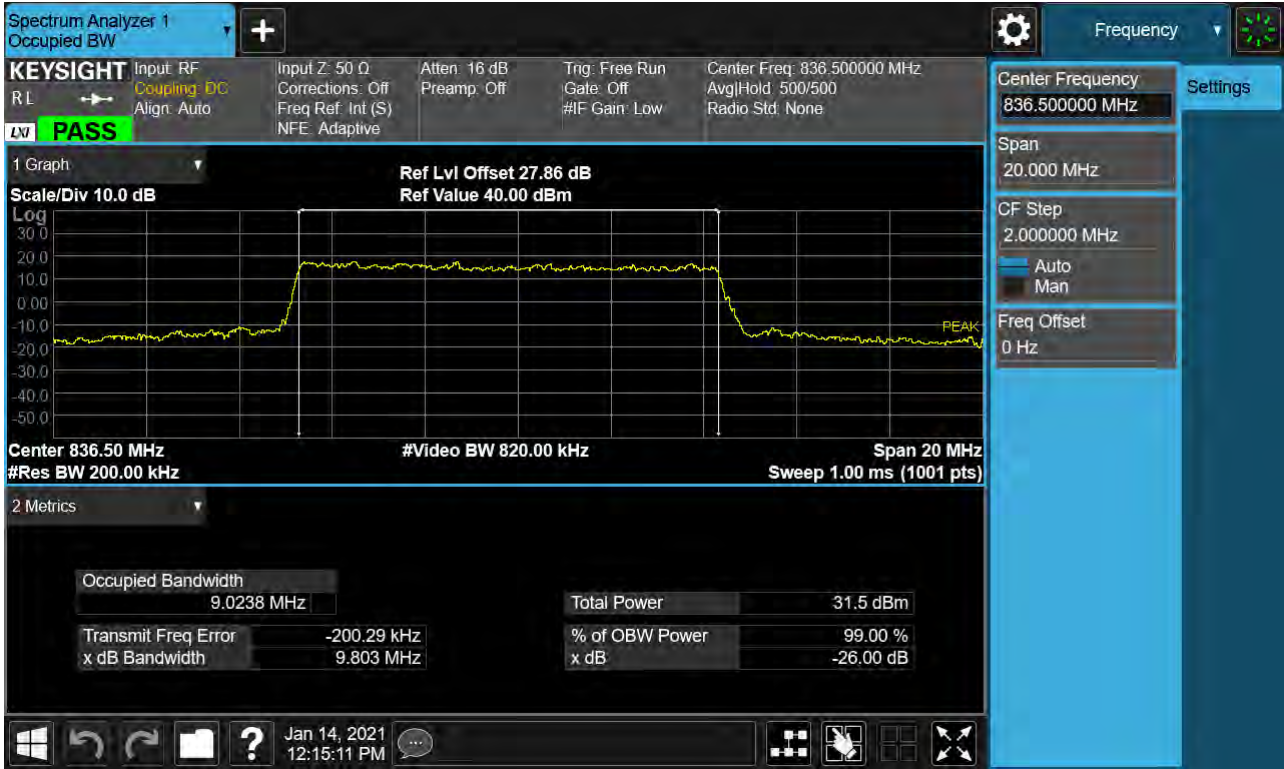 Spectrum Analyzer 1
Occupied BW
+
Frequency
KEYSIGHT
RL
LXI
PASS
Input: RF
Coupling: DC
Align: Auto
Input Z: 50 Ω
Corrections: Off
Freq Ref: Int (S)
NFE: Adaptive
Atten: 16 dB
Preamp: Off
Trig: Free Run
Gate: Off
#IF Gain: Low
Center Freq: 836.500000 MHz
Avg|Hold: 500/500
Radio Std: None
Center Frequency
836.500000 MHz
Settings
Span
20.000 MHz
CF Step
2.000000 MHz
Auto
Man
Freq Offset
0 Hz
1 Graph
Scale/Div 10.0 dB
Ref Lvl Offset 27.86 dB
Ref Value 40.00 dBm
Log
30.0
20.0
10.0
0.00
-10.0
-20.0
-30.0
-40.0
-50.0
PEAK
Center 836.50 MHz
#Video BW 820.00 kHz
Span 20 MHz
#Res BW 200.00 kHz
Sweep 1.00 ms (1001 pts)
2 Metrics
Occupied Bandwidth
9.0238 MHz
Total Power 31.5 dBm
Transmit Freq Error -200.29 kHz
% of OBW Power 99.00 %
x dB Bandwidth 9.803 MHz
x dB -26.00 dB
?
Jan 14, 2021
12:15:11 PM